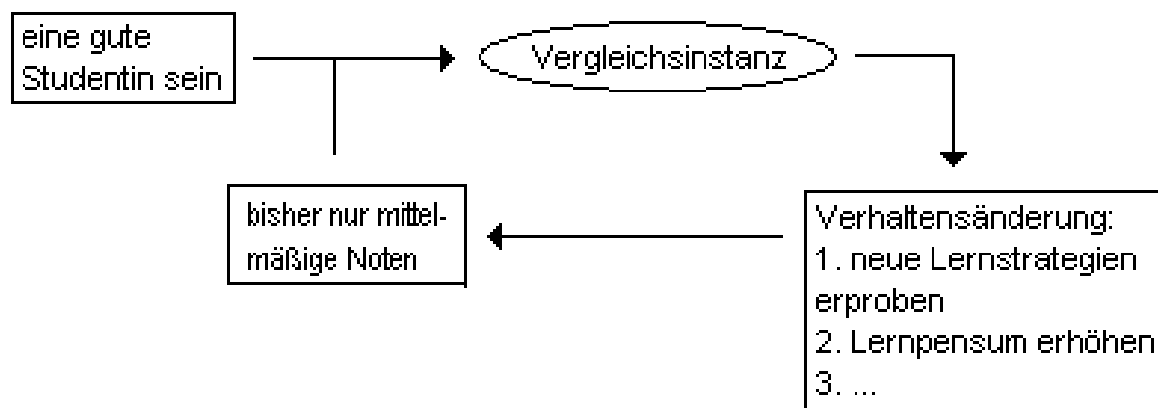 eine gute
Studentin sein
Vergleichsinstanz
bisher nur mittel-
mäßige Noten
Verhaltensänderung:
1. neue Lernstrategien
erproben
2. Lernpensum erhöhen
3. ...